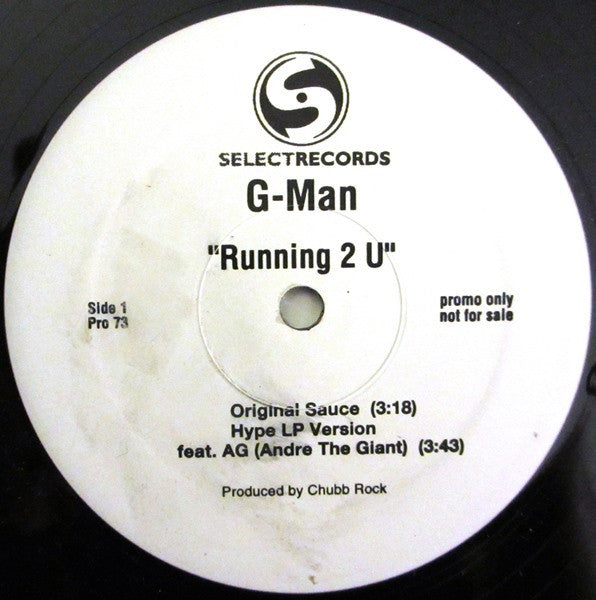 SELECTRECORDS
G-Man
"Running 2 U"
Side 1
Pro 73
promo only
not for sale
Original Sauce (3:18)
Hype LP Version
feat. AG (Andre The Giant) (3:43)
Produced by Chubb Rock